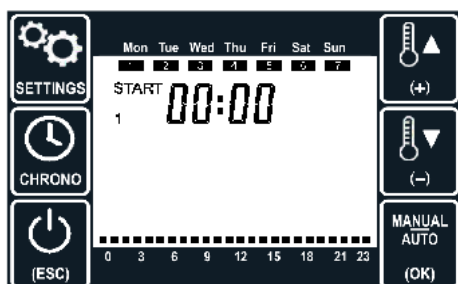 Mon Tue Wed Thu Fri Sat Sun
1 2 3 4 5 6 7
SETTINGS
START
00:00
1
(+)
CHRONO
(–)
MANUAL
AUTO
0 3 6 9 12 15 18 21 23
(ESC)
(OK)